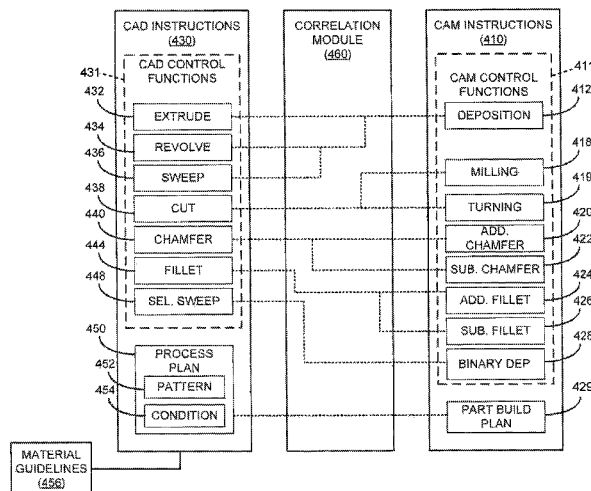 CAD INSTRUCTIONS
(430)
CAD CONTROL
FUNCTIONS
431
432
EXTRUDE
434
REVOLVE
436
SWEEP
438
CUT
440
CHAMFER
444
FILLET
448
SEL. SWEEP
450
PROCESS
PLAN
452
PATTERN
454
CONDITION
MATERIAL
GUIDELINES
(456)
CORRELATION
MODULE
(460)
CAM INSTRUCTIONS
(410)
CAM CONTROL
FUNCTIONS
411
412
DEPOSITION
418
MILLING
419
TURNING
420
ADD.
CHAMFER
422
SUB. CHAMFER
424
ADD. FILLET
426
SUB. FILLET
428
BINARY DEP
429
PART BUILD
PLAN